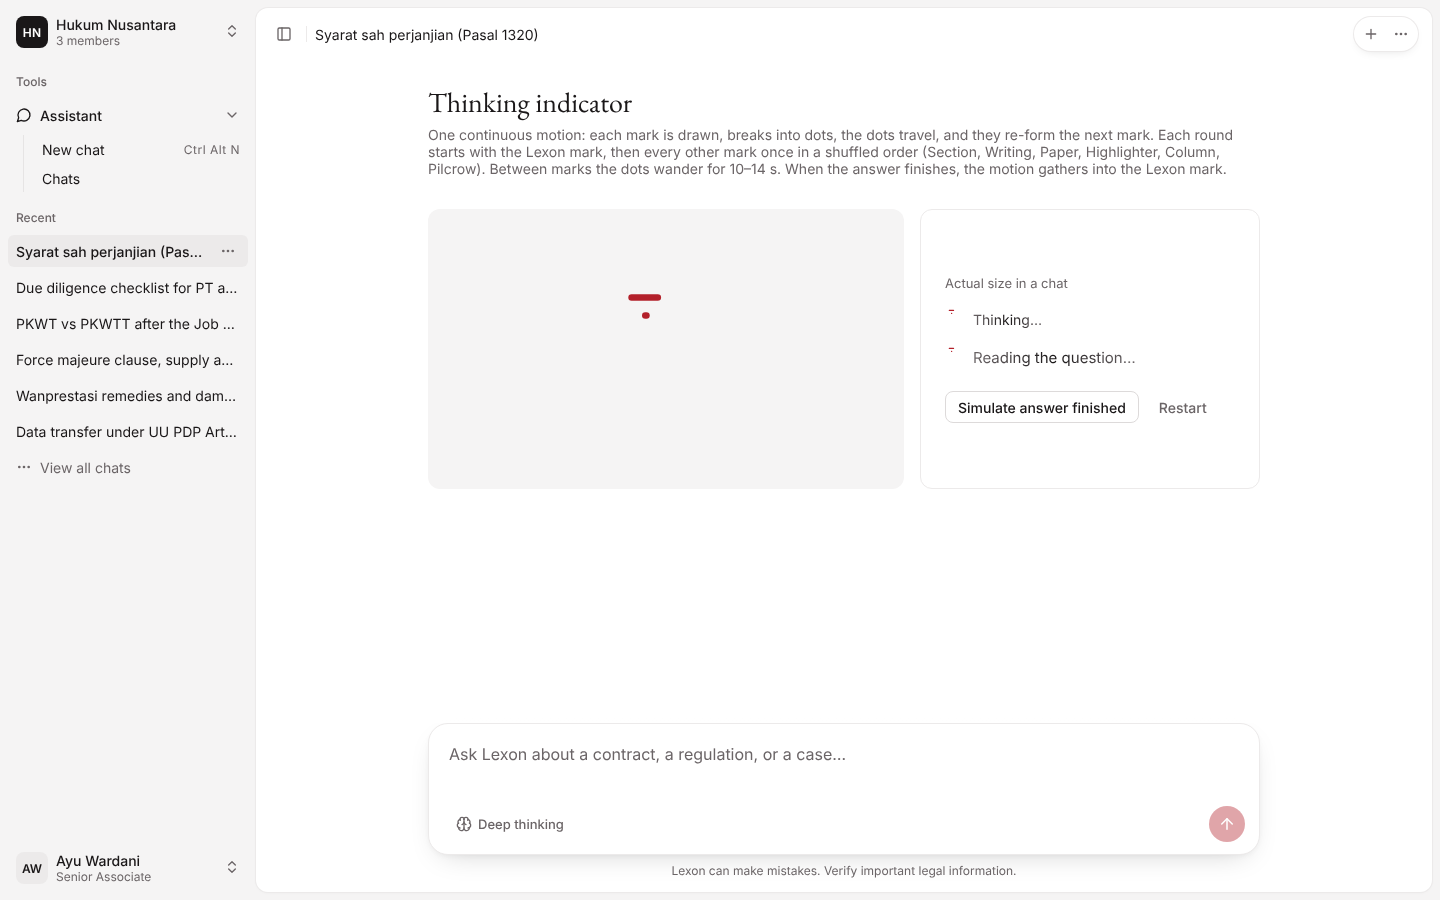 HN
Hukum Nusantara
3 members
Tools
Assistant
New chat Ctrl Alt N
Chats
Recent
Syarat sah perjanjian (Pas...
Due diligence checklist for PT a...
PKWT vs PKWTT after the Job ...
Force majeure clause, supply a...
Wanprestasi remedies and dam...
Data transfer under UU PDP Art...
View all chats
AW
Ayu Wardani
Senior Associate
Syarat sah perjanjian (Pasal 1320)
Thinking indicator
One continuous motion: each mark is drawn, breaks into dots, the dots travel, and they re-form the next mark. Each round
starts with the Lexon mark, then every other mark once in a shuffled order (Section, Writing, Paper, Highlighter, Column,
Pilcrow). Between marks the dots wander for 10–14 s. When the answer finishes, the motion gathers into the Lexon mark.
Actual size in a chat
Thinking...
Reading the question...
Simulate answer finished Restart
Ask Lexon about a contract, a regulation, or a case...
Deep thinking
Lexon can make mistakes. Verify important legal information.